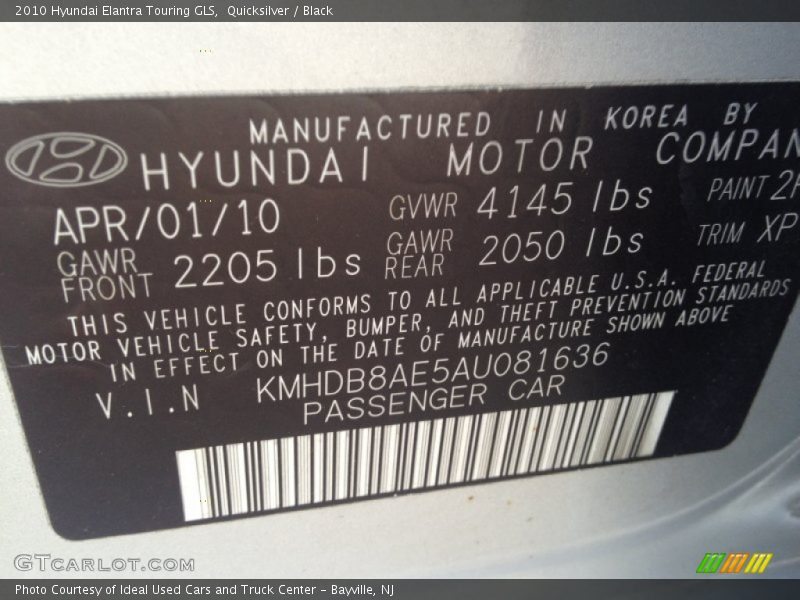 2010 Hyundai Elantra Touring GLS,  Quicksilver / Black
MANUFACTURED IN KOREA BY
HYUNDAI MOTOR COMPAN
APR/01/10 GVWR 4145 lbs PAINT
GAWR FRONT 2205 lbs GAWR REAR 2050 lbs TRIM XP
THIS VEHICLE CONFORMS TO ALL APPLICABLE U.S.A. FEDERAL
MOTOR VEHICLE SAFETY, BUMPER, AND THEFT PREVENTION STANDARDS
IN EFFECT ON THE DATE OF MANUFACTURE SHOWN ABOVE
V.I.N KMHDB8AE5AU081636
PASSENGER CAR
GTCARLOT.COM
Photo Courtesy of Ideal Used Cars and Truck Center – Bayville, NJ